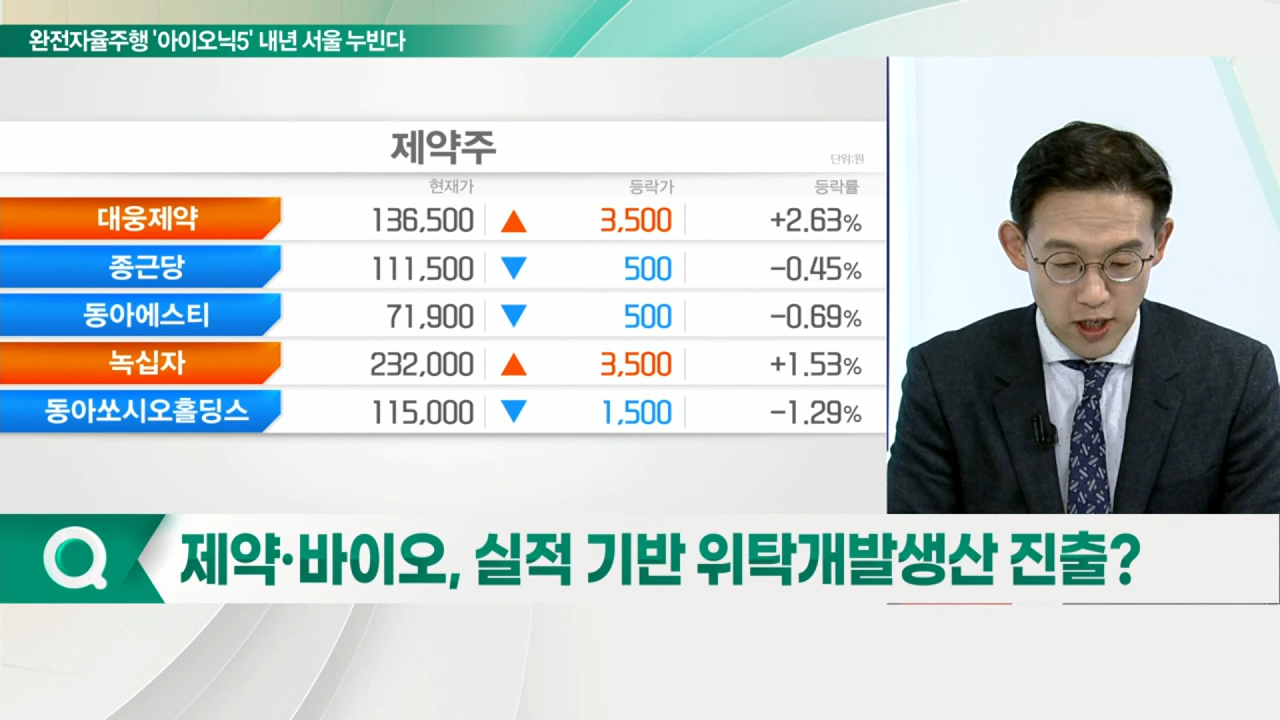 완전자율주행 '아이오닉5' 내년 서울 누빈다
제약주
단위:원
현재가 등락가 등락률
대웅제약 136,500 ▲ 3,500 +2.63%
종근당 111,500 ▼ 500 -0.45%
동아에스티 71,900 ▼ 500 -0.69%
녹십자 232,000 ▲ 3,500 +1.53%
동아쏘시오홀딩스 115,000 ▼ 1,500 -1.29%
제약·바이오, 실적 기반 위탁개발생산 진출?